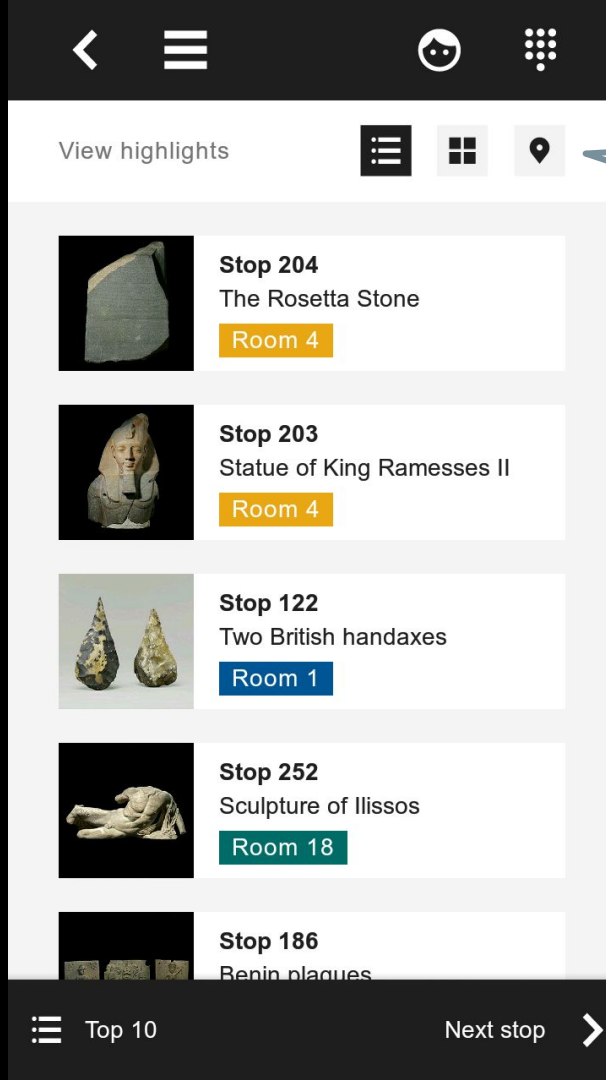 View highlights
Stop 204
The Rosetta Stone
Room 4
Stop 203
Statue of King Ramesses II
Room 4
Stop 122
Two British handaxes
Room 1
Stop 252
Sculpture of Ilissos
Room 18
Stop 186
Benin plaques
Top 10
Next stop